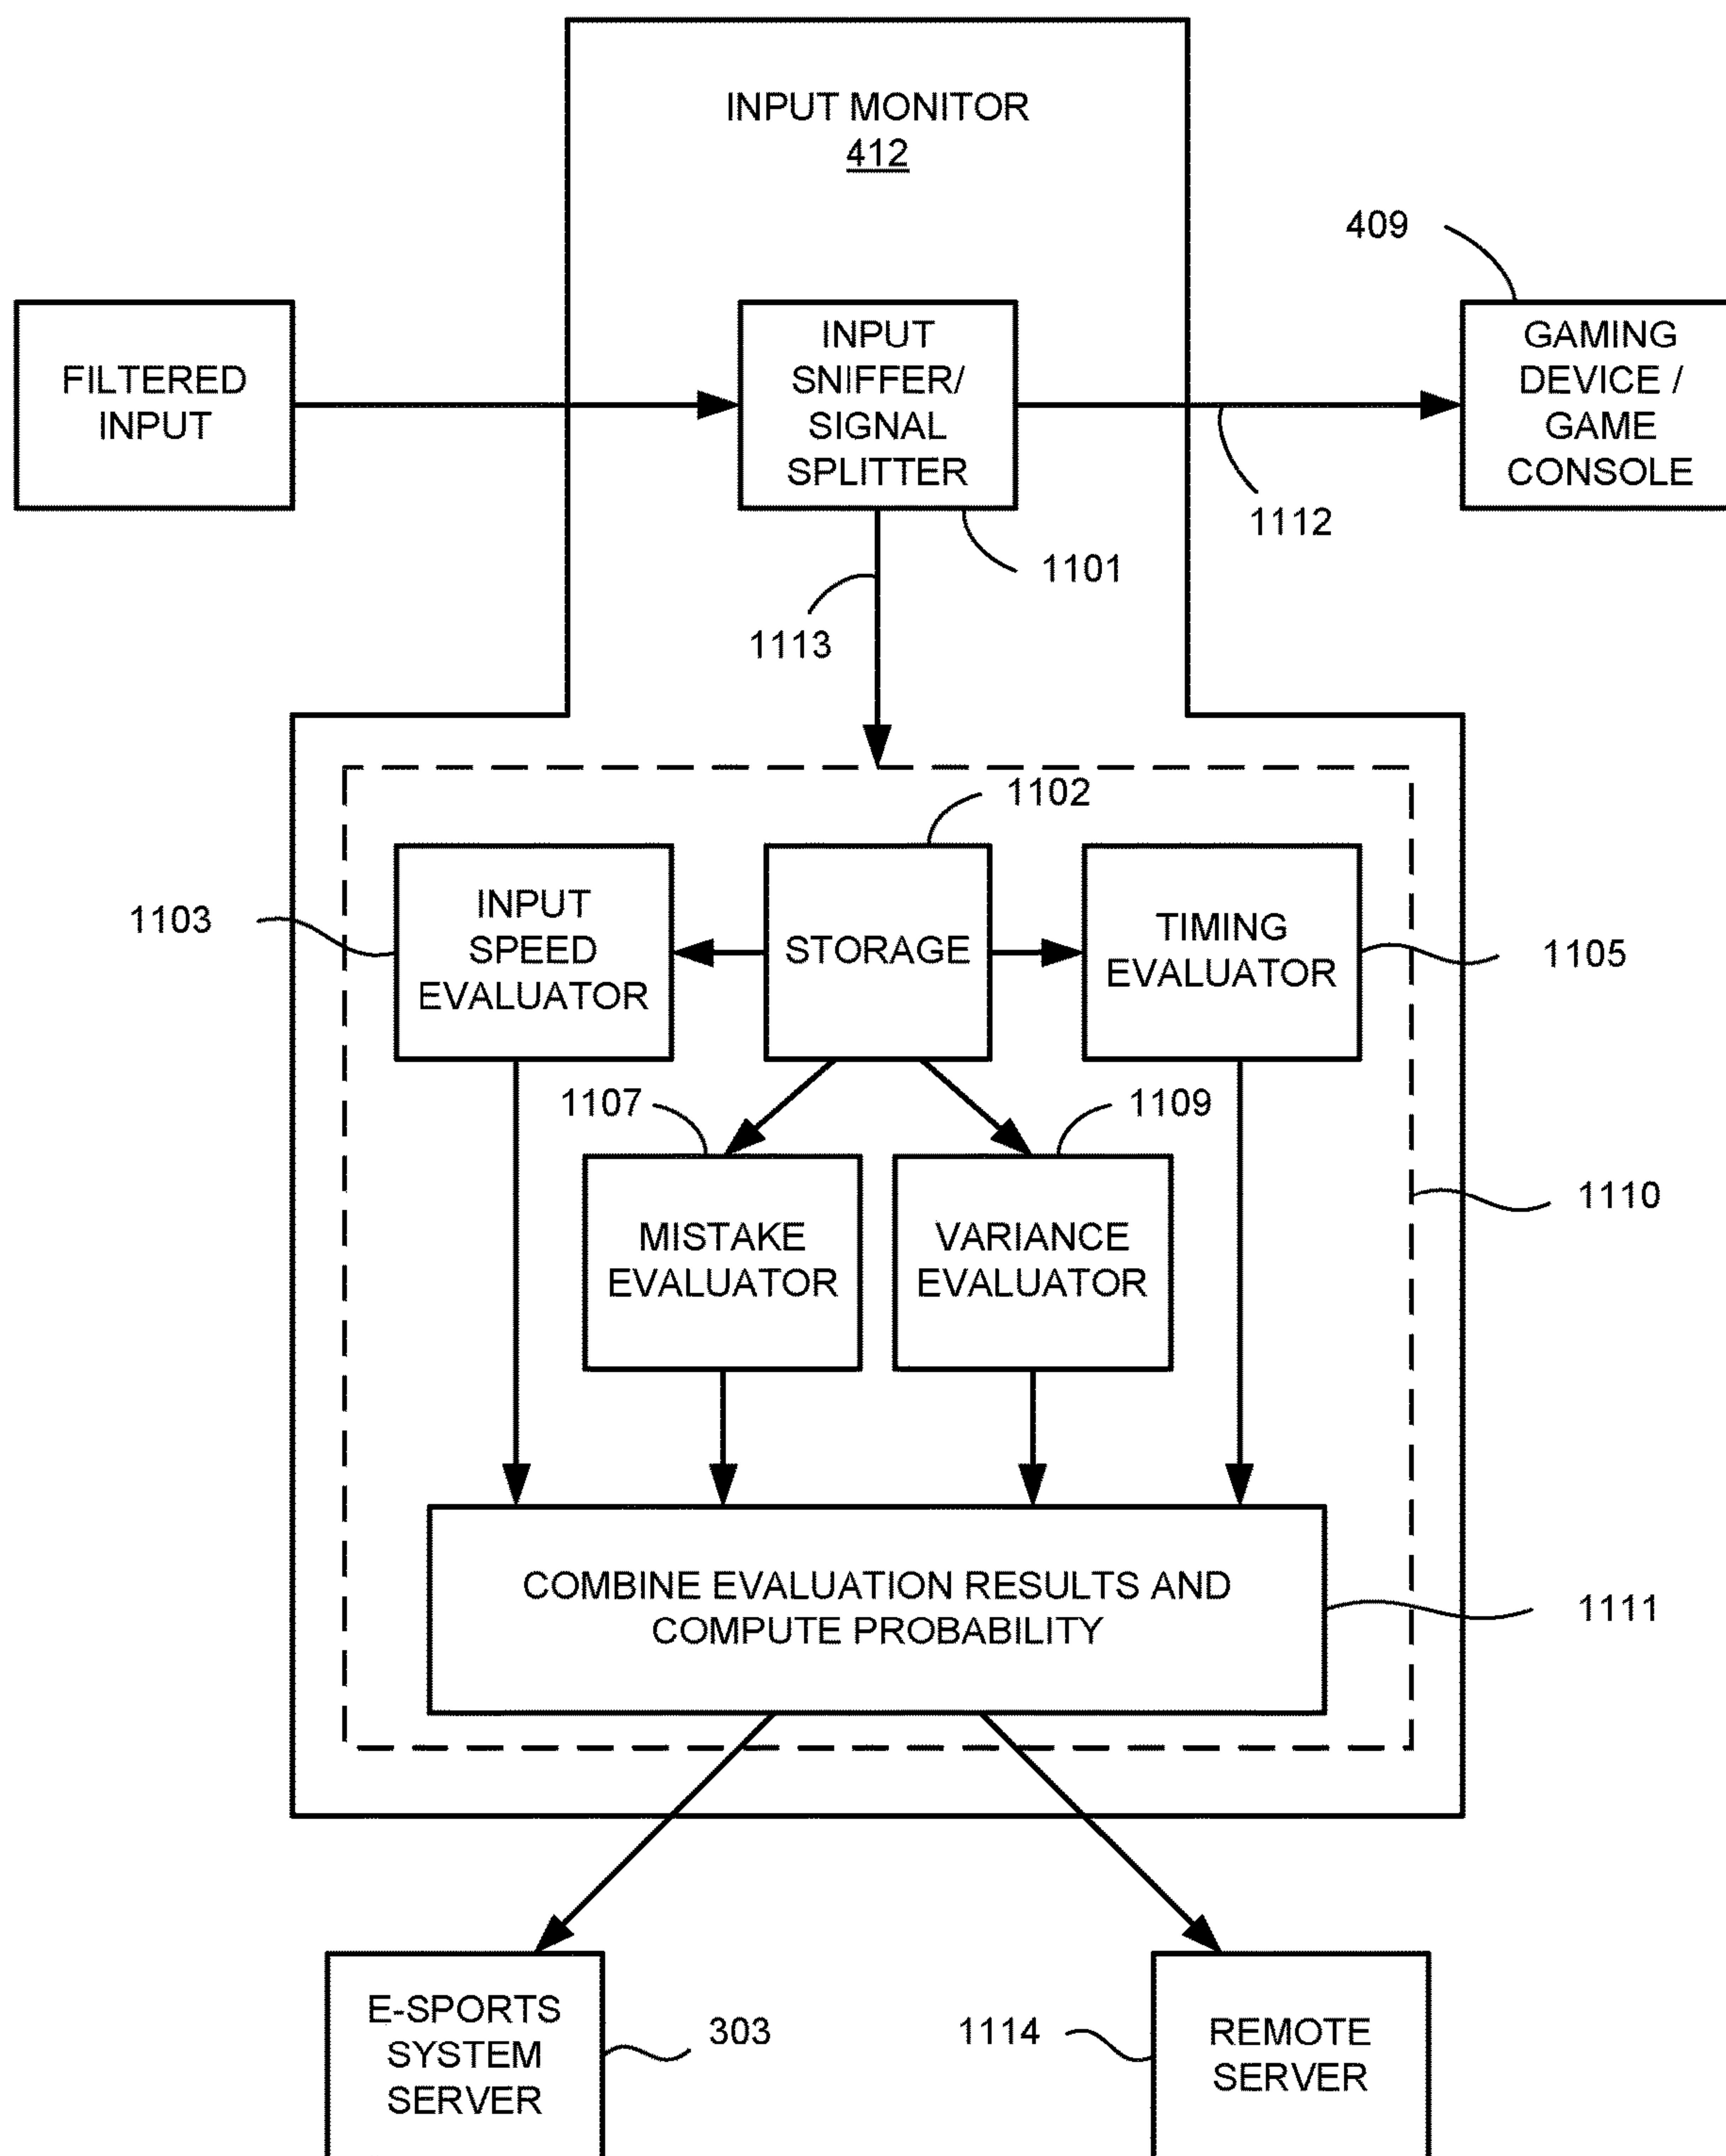 INPUT MONITOR
412
409
FILTERED
INPUT
INPUT
SNIFFER/
SIGNAL
SPLITTER
GAMING
DEVICE /
GAME
CONSOLE
1112
1101
1113
1102
1103
INPUT
SPEED
EVALUATOR
STORAGE
TIMING
EVALUATOR
1105
1107
1109
MISTAKE
EVALUATOR
VARIANCE
EVALUATOR
1110
COMBINE EVALUATION RESULTS AND
COMPUTE PROBABILITY
1111
E-SPORTS
SYSTEM
SERVER
303
1114
REMOTE
SERVER